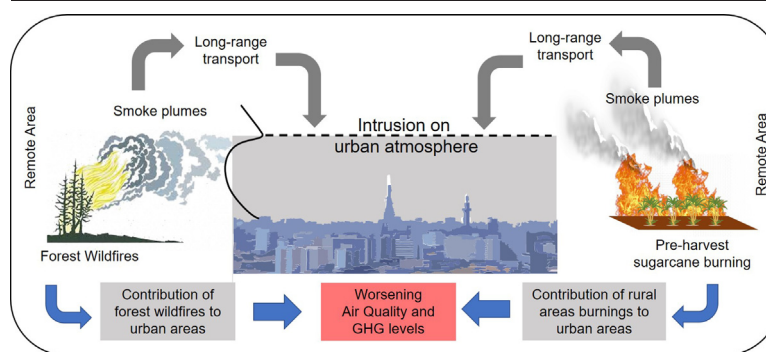 Long-range
transport
Long-range
transport
Smoke plumes
Smoke plumes
Remote Area
Remote Area
Intrusion on
urban atmosphere
Forest Wildfires
Pre-harvest
sugarcane burning
Contribution of
forest wildfires to
urban areas
Worsening
Air Quality and
GHG levels
Contribution of rural
areas burnings to
urban areas